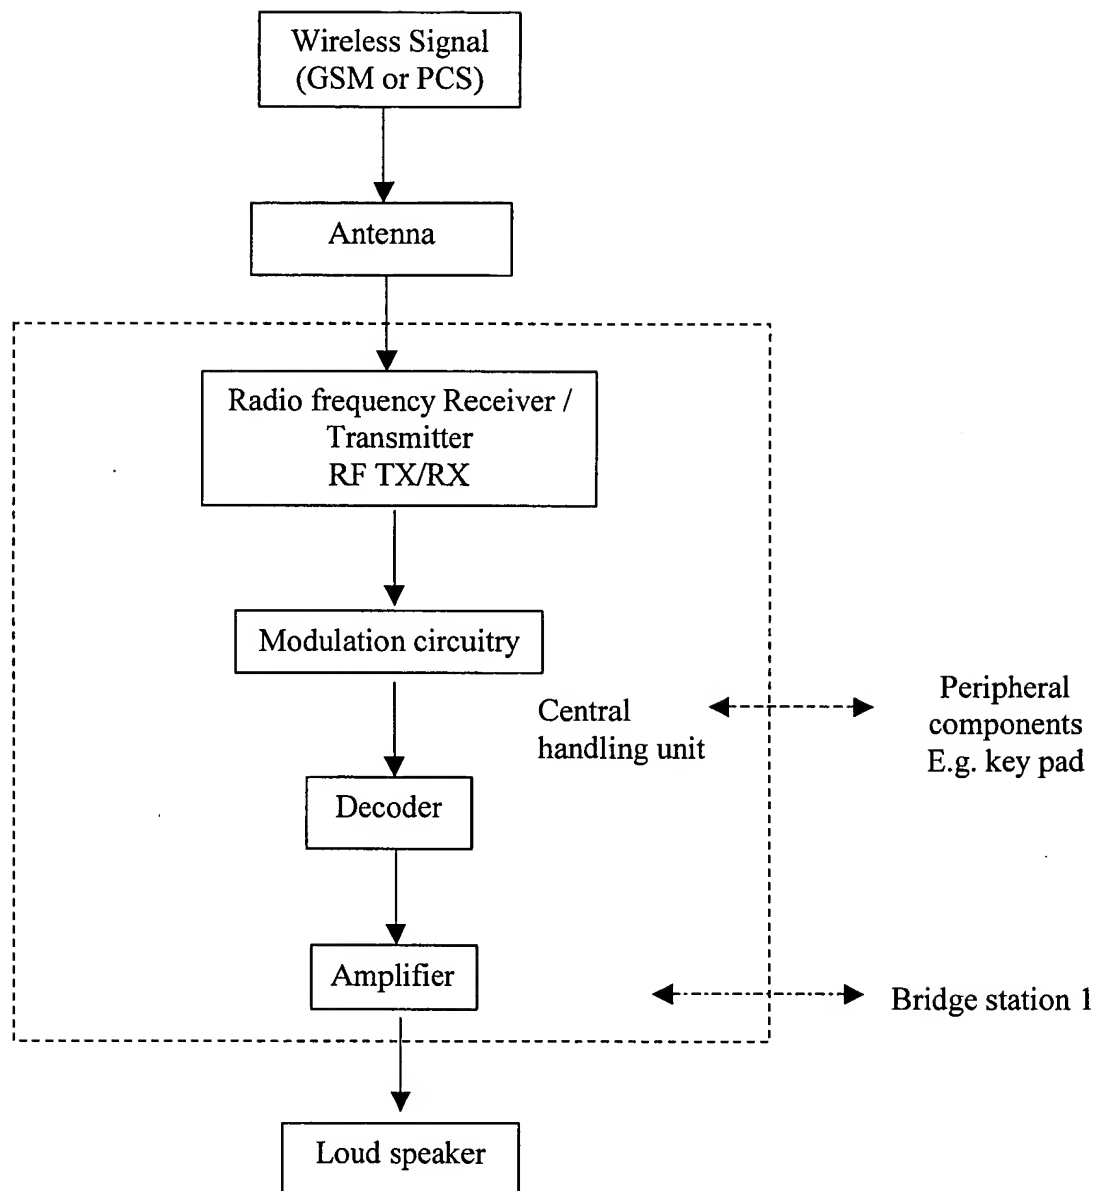 Wireless Signal
(GSM or PCS)
Antenna
Radio frequency Receiver /
Transmitter
RF TX/RX
Modulation circuitry
Central
handling unit
Peripheral
components
E.g. key pad
Decoder
Amplifier
Bridge station 1
Loud speaker